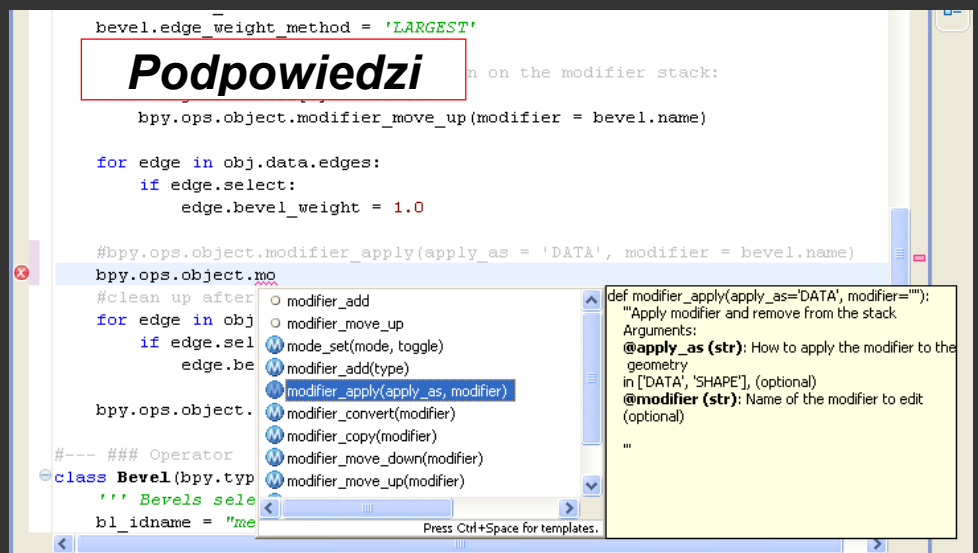 bevel.edge_weight_method = 'LARGEST'
Podpowiedzi
n on the modifier stack:
bpy.ops.object.modifier_move_up(modifier = bevel.name)
for edge in obj.data.edges:
if edge.select:
edge.bevel_weight = 1.0
#bpy.ops.object.modifier_apply(apply_as = 'DATA', modifier = bevel.name)
bpy.ops.object.mo
#clean up after
for edge in obj
if edge.sel
edge.be
bpy.ops.object.
#--- ### Operator
class Bevel(bpy.typ
''' Bevels sele
bl_idname = "me
modifier_add
modifier_move_up
mode_set(mode, toggle)
modifier_add(type)
modifier_apply(apply_as, modifier)
modifier_convert(modifier)
modifier_copy(modifier)
modifier_move_down(modifier)
modifier_move_up(modifier)
Press Ctrl+Space for templates.
def modifier_apply(apply_as='DATA', modifier=""):
'''Apply modifier and remove from the stack
Arguments:
@apply_as (str): How to apply the modifier to the
geometry
in ['DATA', 'SHAPE'], (optional)
@modifier (str): Name of the modifier to edit
(optional)
'''